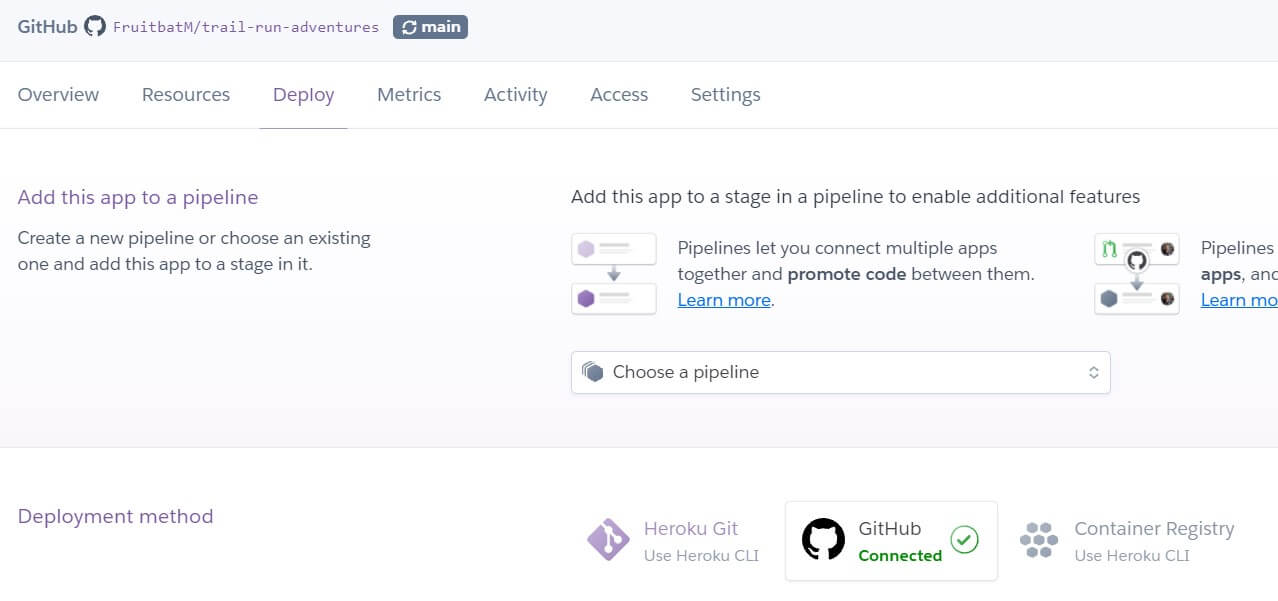 GitHub FruitbatM/trail-run-adventures main
Overview Resources Deploy Metrics Activity Access Settings
Add this app to a pipeline
Create a new pipeline or choose an existing
one and add this app to a stage in it.
Add this app to a stage in a pipeline to enable additional features
Pipelines let you connect multiple apps
together and promote code between them.
Learn more.
Pipelines
apps, and
Learn mo
Choose a pipeline
Deployment method
Heroku Git
Use Heroku CLI
GitHub
Connected
Container Registry
Use Heroku CLI